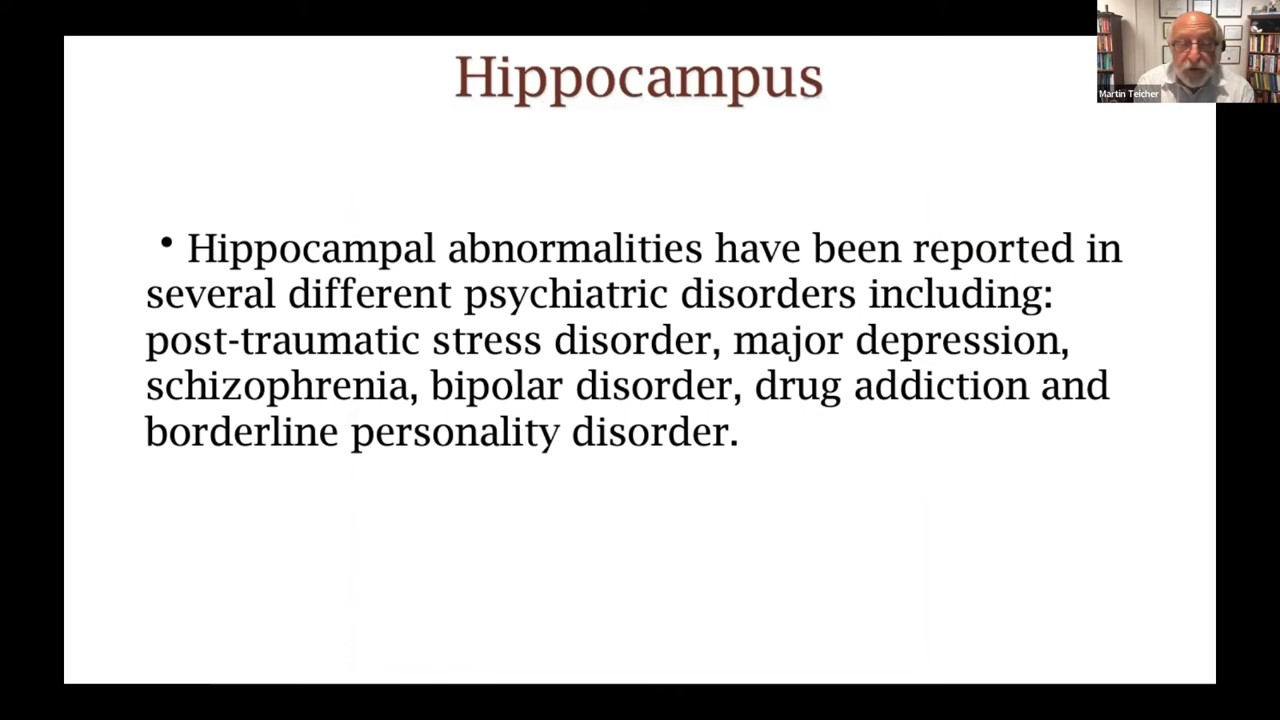 Hippocampus
Martin Teicher
• Hippocampal abnormalities have been reported in
several different psychiatric disorders including:
post-traumatic stress disorder, major depression,
schizophrenia, bipolar disorder, drug addiction and
borderline personality disorder.